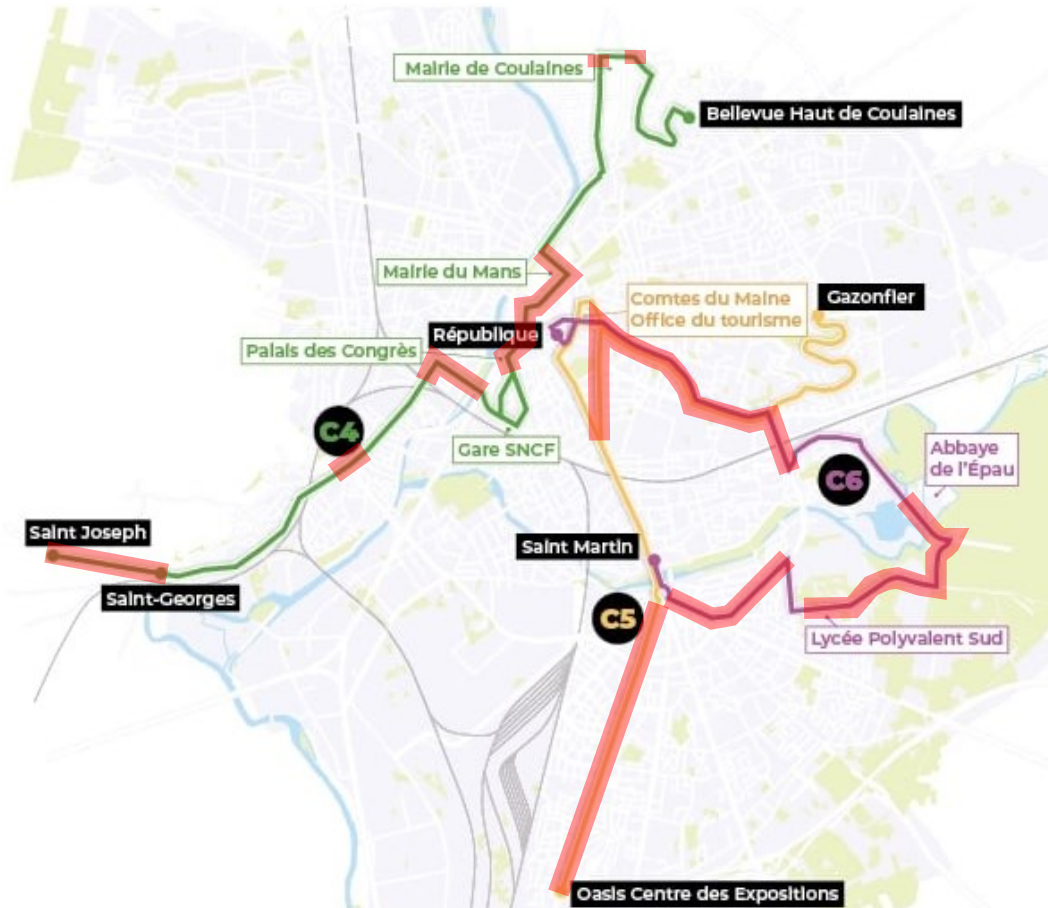 Mairie de Coulaines
Bellevue Haut de Coulaines
Mairie du Mans
Comtes du Maine
Office du tourisme
Gazonfier
République
Palais des Congrès
C4
Gare SNCF
Abbaye
de l'Épau
C6
Saint Joseph
Saint Martin
Saint-Georges
C5
Lycée Polyvalent Sud
Oasis Centre des Expositions